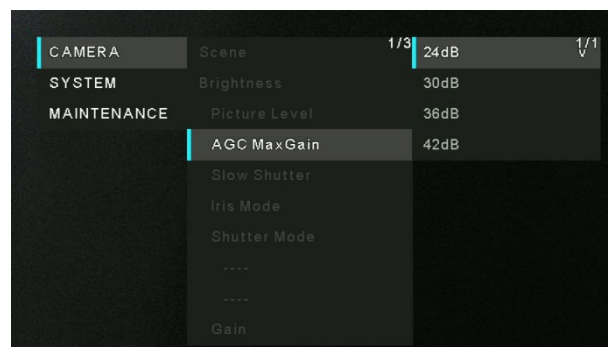 CAMERA
SYSTEM
MAINTENANCE
Scene 1/3
Brightness
Picture Level
AGC MaxGain
Slow Shutter
Iris Mode
Shutter Mode
----
----
Gain
24dB 1/1
30dB
36dB
42dB